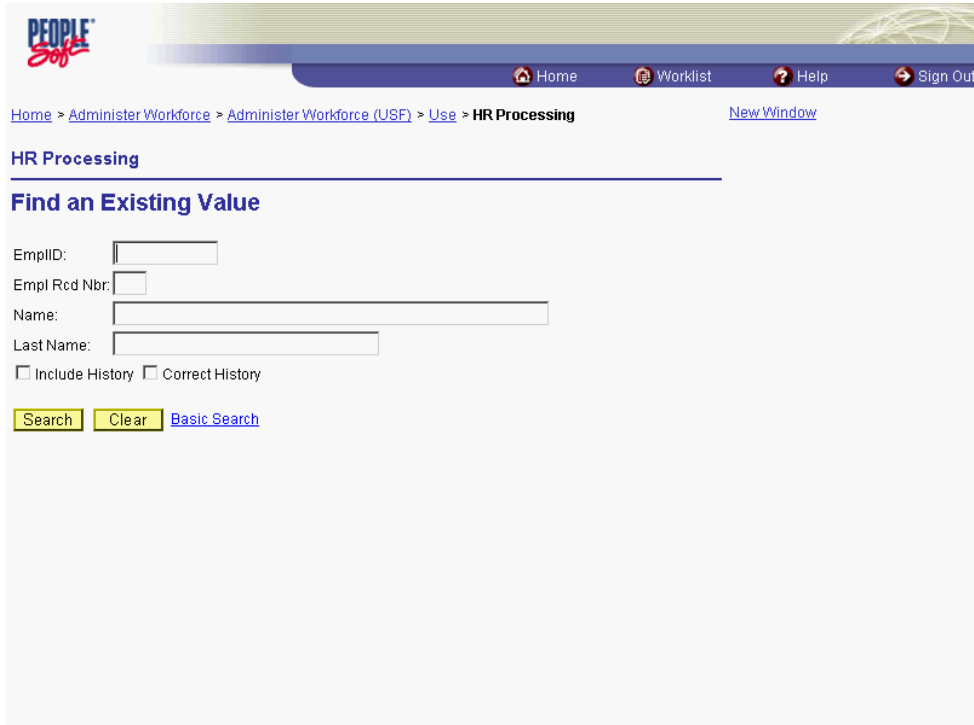 PEOPLE
Soft
Home Worklist Help Sign Out
Home > Administer Workforce > Administer Workforce (USF) > Use > HR Processing New Window
HR Processing
Find an Existing Value
EmplID:
Empl Rcd Nbr:
Name:
Last Name:
Include History Correct History
Search Clear Basic Search